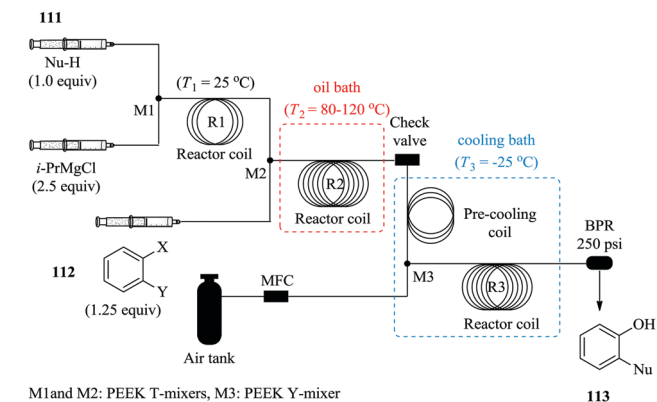 111
Nu-H
(1.0 equiv)
M1
i-PrMgCl
(2.5 equiv)
(T1 = 25 °C)
R1
Reactor coil
M2
112
X
Y
(1.25 equiv)
oil bath
(T2 = 80-120 °C)
R2
Reactor coil
Check
valve
cooling bath
(T3 = -25 °C)
Pre-cooling
coil
M3
R3
Reactor coil
BPR
250 psi
MFC
Air tank
OH
Nu
113
M1and M2: PEEK T-mixers, M3: PEEK Y-mixer